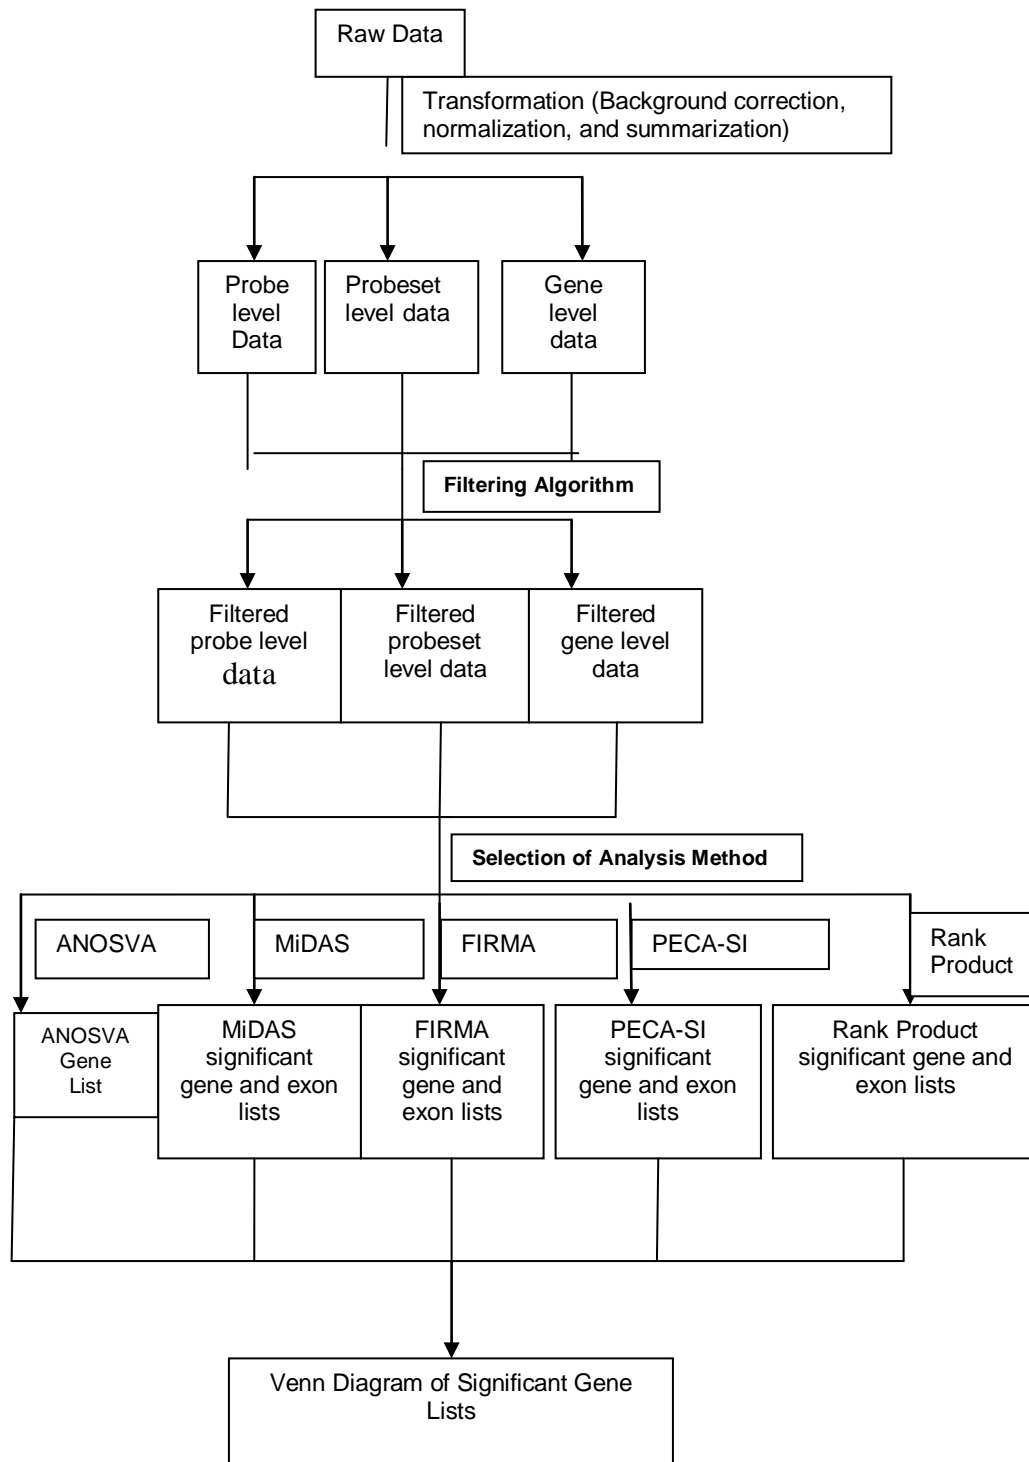 Raw Data
Transformation (Background correction,
normalization, and summarization)
Probe
level
Data
Probeset
level data
Gene
level
data
Filtering Algorithm
Filtered
probe level
data
Filtered
probeset
level data
Filtered
gene level
data
Selection of Analysis Method
ANOSVA
MiDAS
FIRMA
PECA-SI
Rank
Product
ANOSVA
Gene
List
MiDAS
significant
gene and exon
lists
FIRMA
significant
gene and
exon lists
PECA-SI
significant
gene and exon
lists
Rank Product
significant gene and
exon lists
Venn Diagram of Significant Gene
Lists